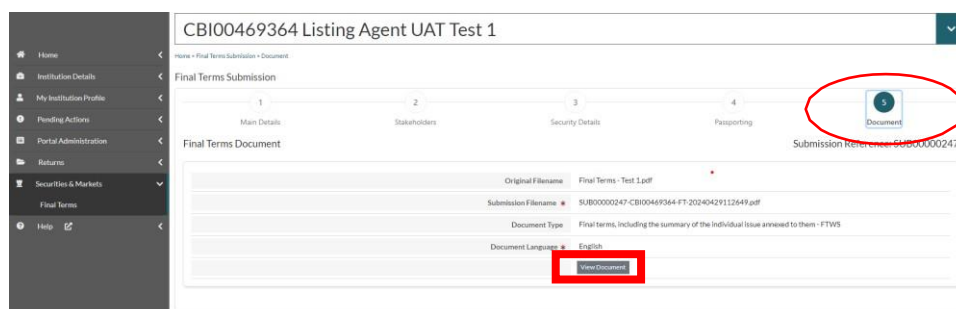 CBI00469364 Listing Agent UAT Test 1
Home
Institution Details
My Institution Profile
Pending Actions
Portal Administration
Returns
Securities & Markets
Final Terms
Help
Home » Final Terms Submission » Document
Final Terms Submission
1
Main Details
2
Stakeholders
3
Security Details
4
Passporting
5
Document
Final Terms Document
Submission Reference: SUB00000247
Original Filename Final Terms - Test 1.pdf
Submission Filename * SUB00000247-CBI00469364-FT-20240429112649.pdf
Document Type Final terms, including the summary of the individual issue annexed to them - FTWS
Document Language * English
View Document